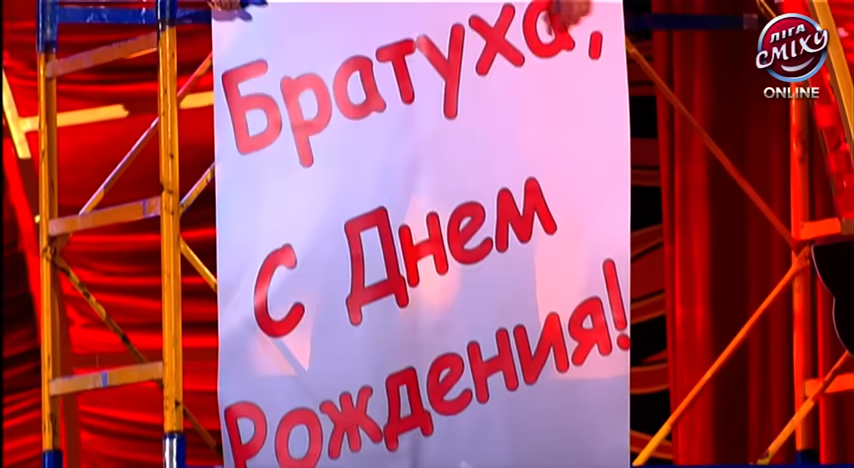 Братуха,
с Днем
Рождения!
ЛІГА
СМІХУ
ONLINE